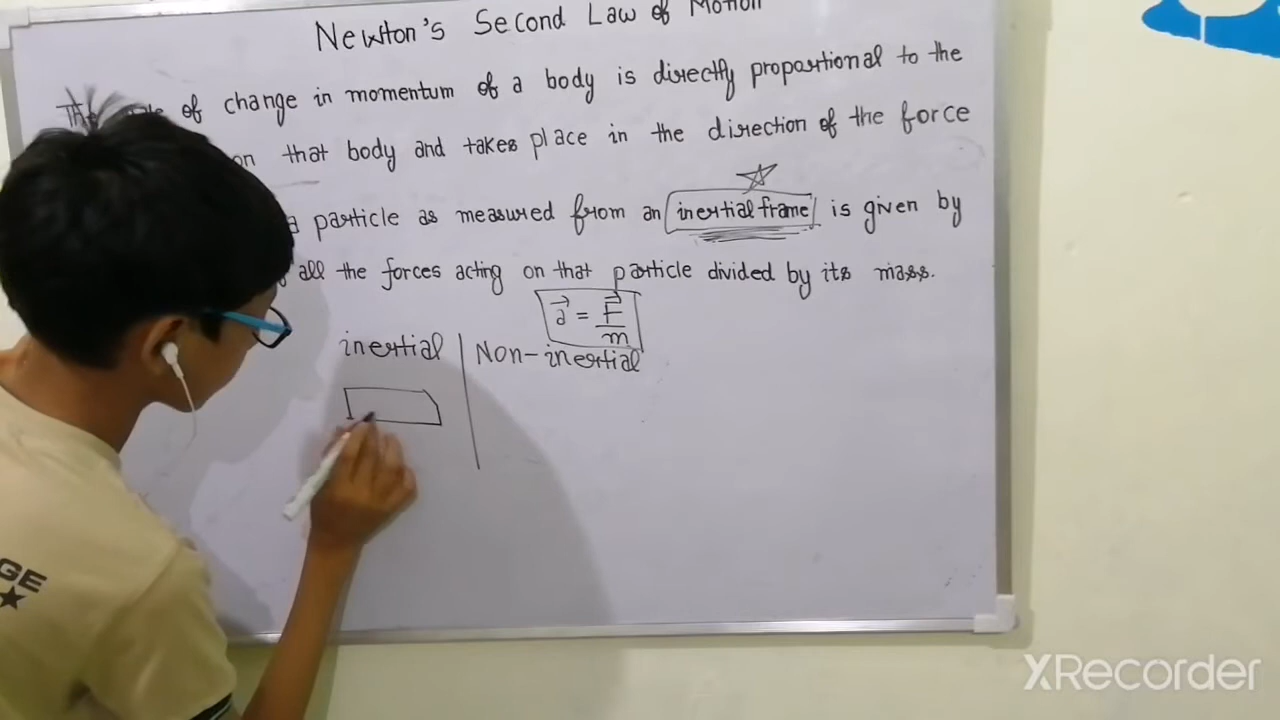 Newton's Second Law of Motion
The of change in momentum of a body is directly proportional to the
on that body and takes place in the direction of the force
a particle as measured from an inertial frame is given by
all the forces acting on that particle divided by its mass.
a = F/m
inertial | Non-inertial
GE
XRecorder